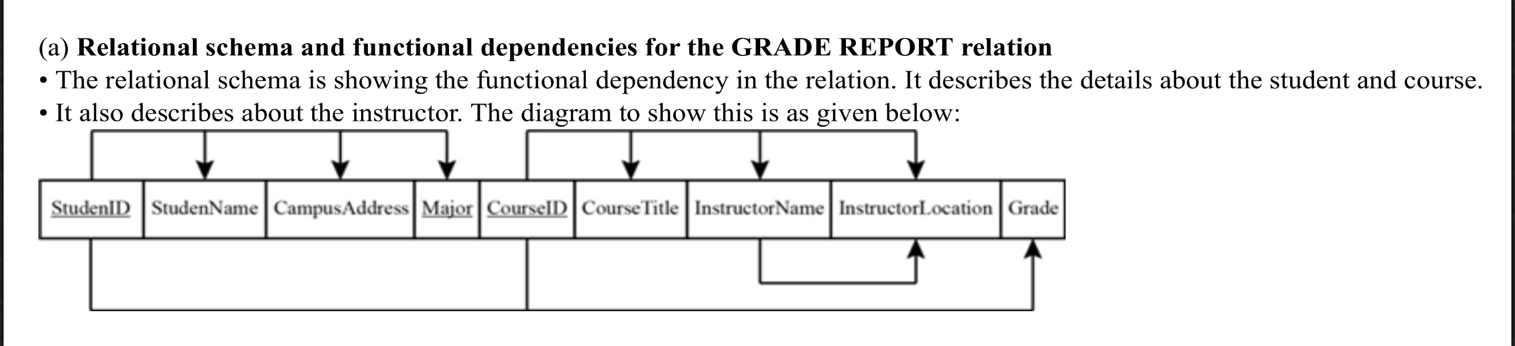 (a) Relational schema and functional dependencies for the GRADE REPORT relation
• The relational schema is showing the functional dependency in the relation. It describes the details about the student and course.
• It also describes about the instructor. The diagram to show this is as given below:
StudenID StudenName CampusAddress Major CourseID CourseTitle InstructorName InstructorLocation Grade